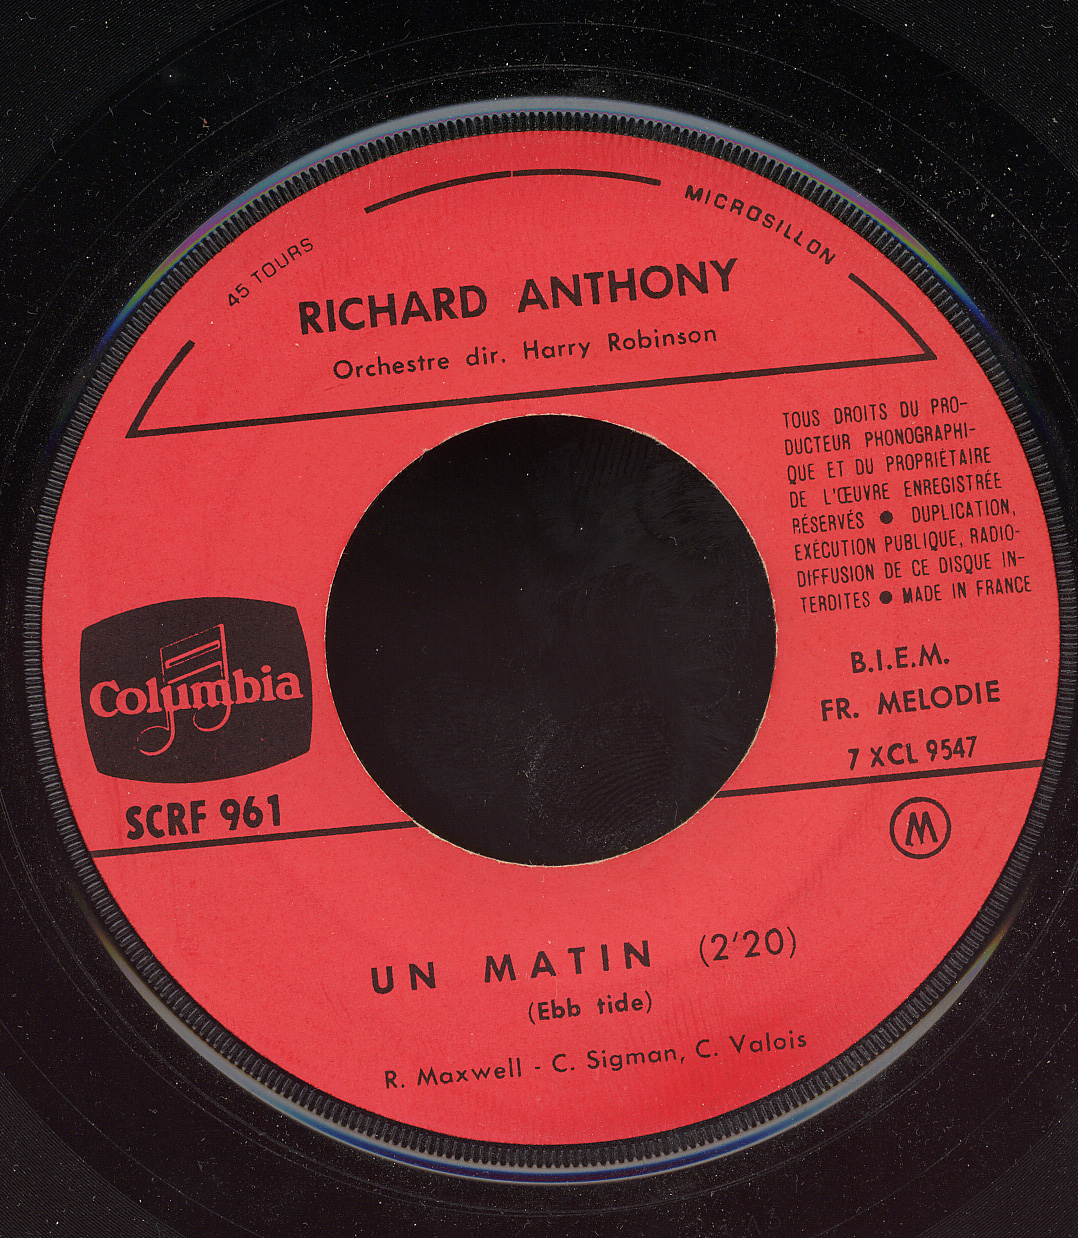 45 TOURS
MICROSILLON
RICHARD ANTHONY
Orchestre dir. Harry Robinson
TOUS DROITS DU PRO-
DUCTEUR PHONOGRAPHI-
QUE ET DU PROPRIÉTAIRE
DE L'ŒUVRE ENREGISTRÉE
RÉSERVÉS ● DUPLICATION,
EXÉCUTION PUBLIQUE, RADIO-
DIFFUSION DE CE DISQUE IN-
TERDITES ● MADE IN FRANCE
Columbia
SCRF 961
B.I.E.M.
FR. MELODIE
7 XCL 9547
M
UN MATIN (2'20)
(Ebb tide)
R. Maxwell - C. Sigman, C. Valois